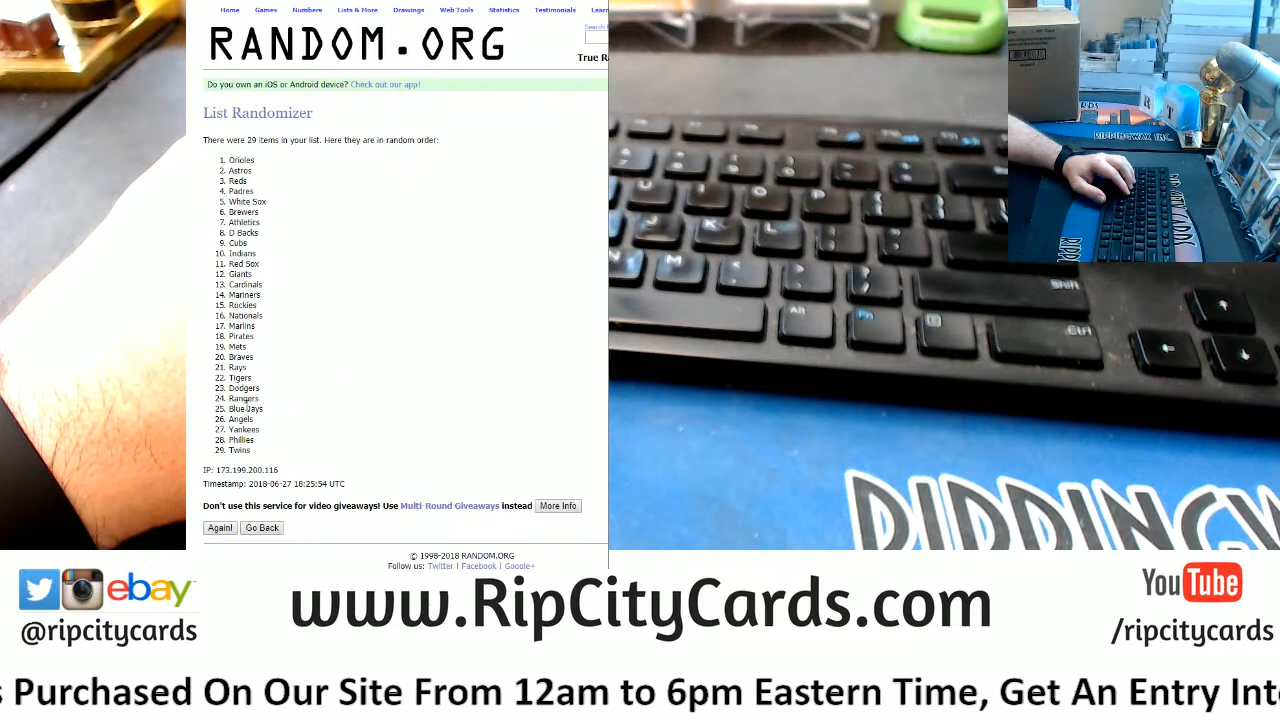 Home Games Numbers Lists & More Drawings Web Tools Statistics Testimonials Learn
RANDOM.ORG
True R
Do you own an iOS or Android device? Check out our app!
List Randomizer
There were 29 items in your list. Here they are in random order:
1. Orioles
2. Astros
3. Reds
4. Padres
5. White Sox
6. Brewers
7. Athletics
8. D Backs
9. Cubs
10. Indians
11. Red Sox
12. Giants
13. Cardinals
14. Mariners
15. Rockies
16. Nationals
17. Marlins
18. Pirates
19. Mets
20. Braves
21. Rays
22. Tigers
23. Dodgers
24. Rangers
25. Blue Jays
26. Angels
27. Yankees
28. Phillies
29. Twins
IP: 173.199.200.116
Timestamp: 2018-06-27 18:25:54 UTC
Don't use this service for video giveaways! Use Multi-Round Giveaways instead More Info
Again! Go Back
© 1998-2018 RANDOM.ORG
Follow us: Twitter | Facebook | Google+
U I O P
K L
N M
Shift
Alt Fn Ctrl
RIPPINGWAX INC.
R T
ebay
@ripcitycards
www.RipCityCards.com
YouTube
/ripcitycards
s Purchased On Our Site From 12am to 6pm Eastern Time, Get An Entry Int